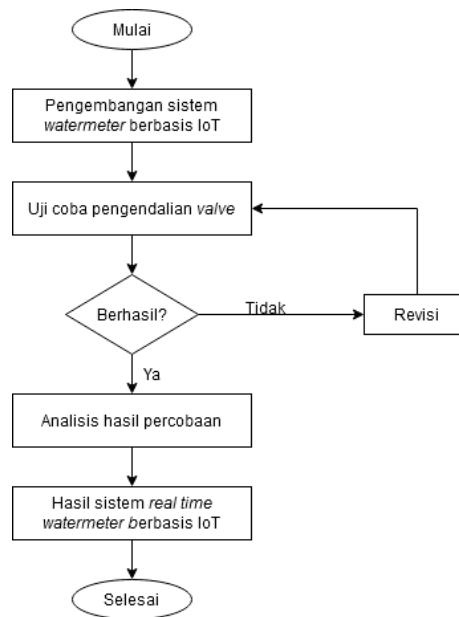 Mulai
Pengembangan sistem
watermeter berbasis IoT
Uji coba pengendalian valve
Berhasil?
Tidak
Revisi
Ya
Analisis hasil percobaan
Hasil sistem real time
watermeter berbasis IoT
Selesai